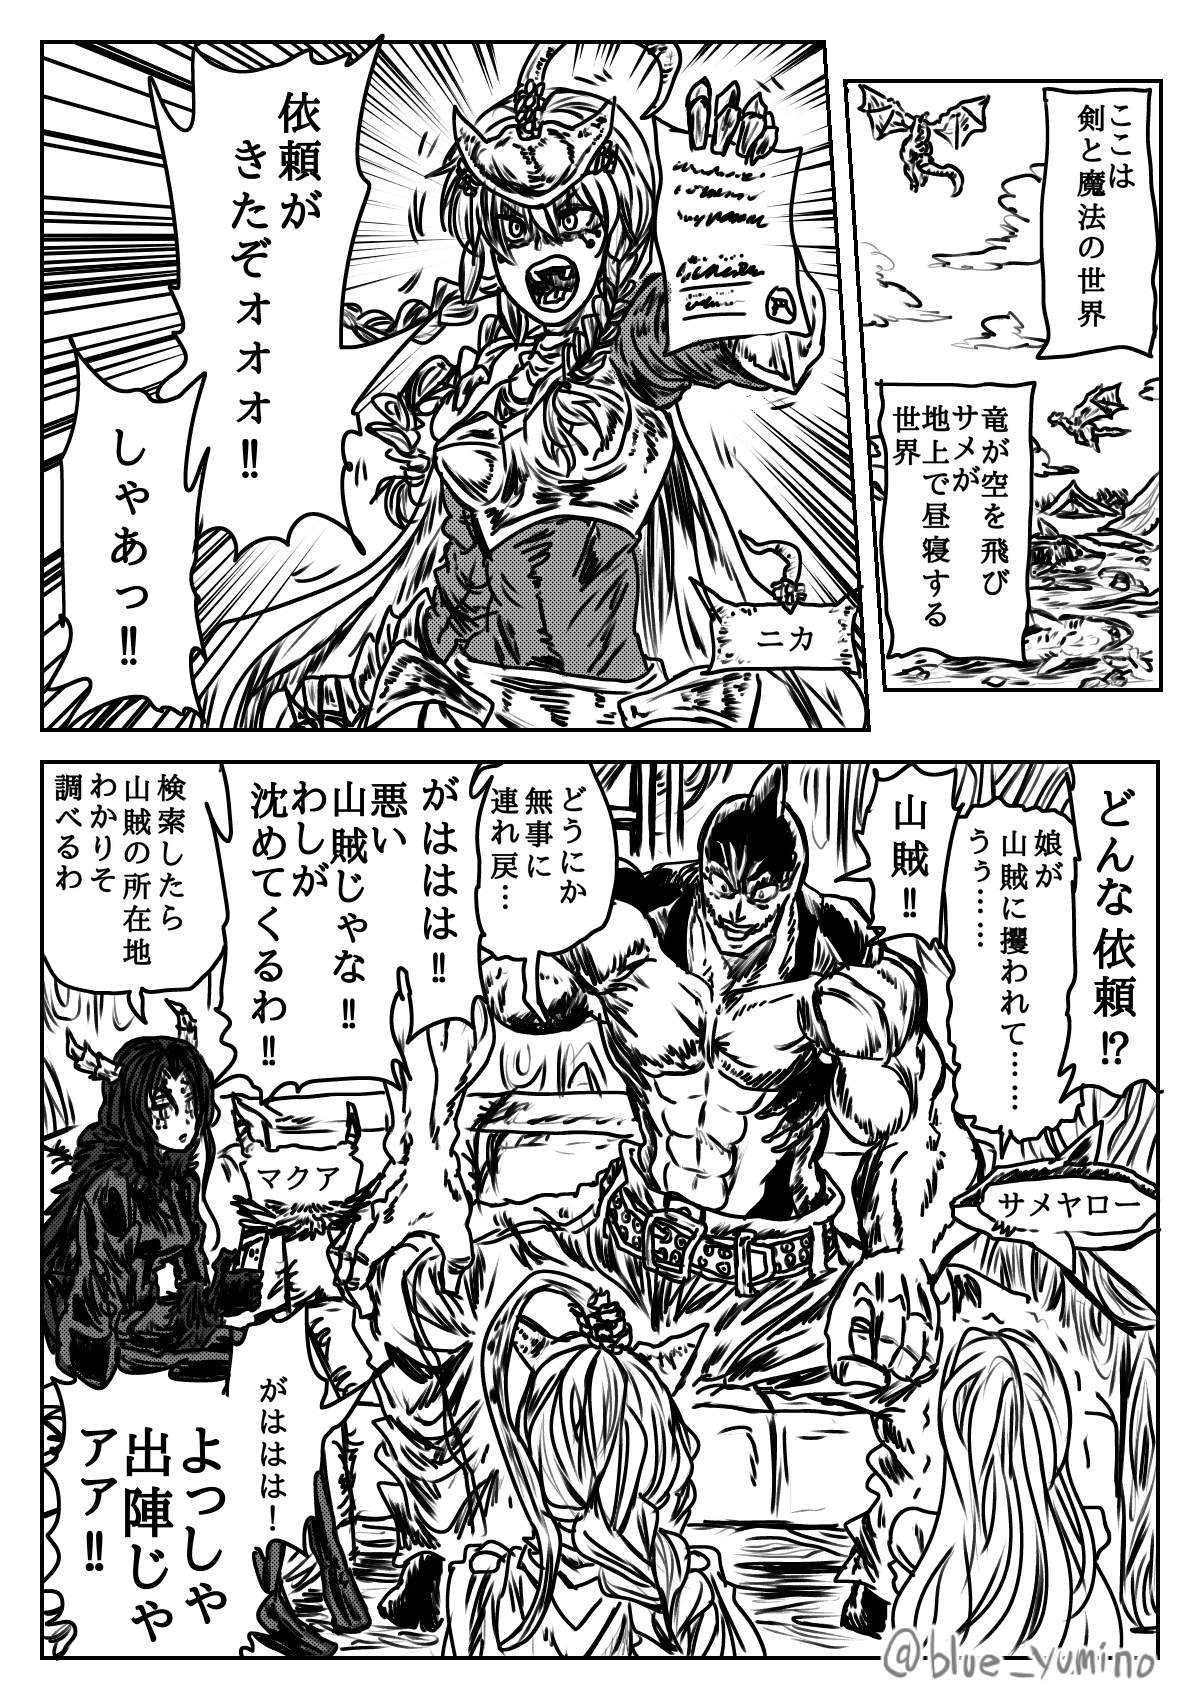 ここは
剣と魔法の世界
竜が空を飛び
サメが
地上で昼寝する
世界
依頼が
きたぞォォォ!!
しゃあっ!!
ニカ
どんな依頼!?
娘が
山賊に攫われて……
うぅ……
山賊!!
サメヤロー
どうにか
無事に
連れ戻…
がははは!!
悪い
山賊じゃな!!
わしが
沈めてくるわ!!
検索したら
山賊の所在地
わかりそ
調べるわ
マクア
がははは!
よっしゃ
出陣じゃ
アア!!
@blue_yumino